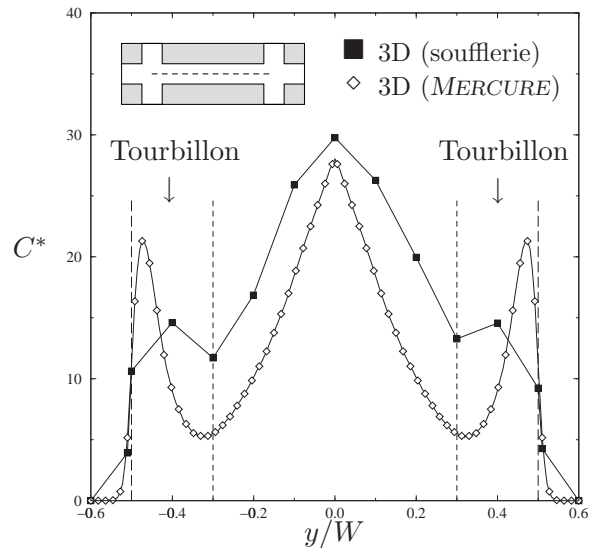 40
3D (soufflerie)
3D (MERCURE)
30
Tourbillon
Tourbillon
↓
↓
C*
20
10
0
−0.6
−0.4
−0.2
0.0
0.2
0.4
0.6
y/W